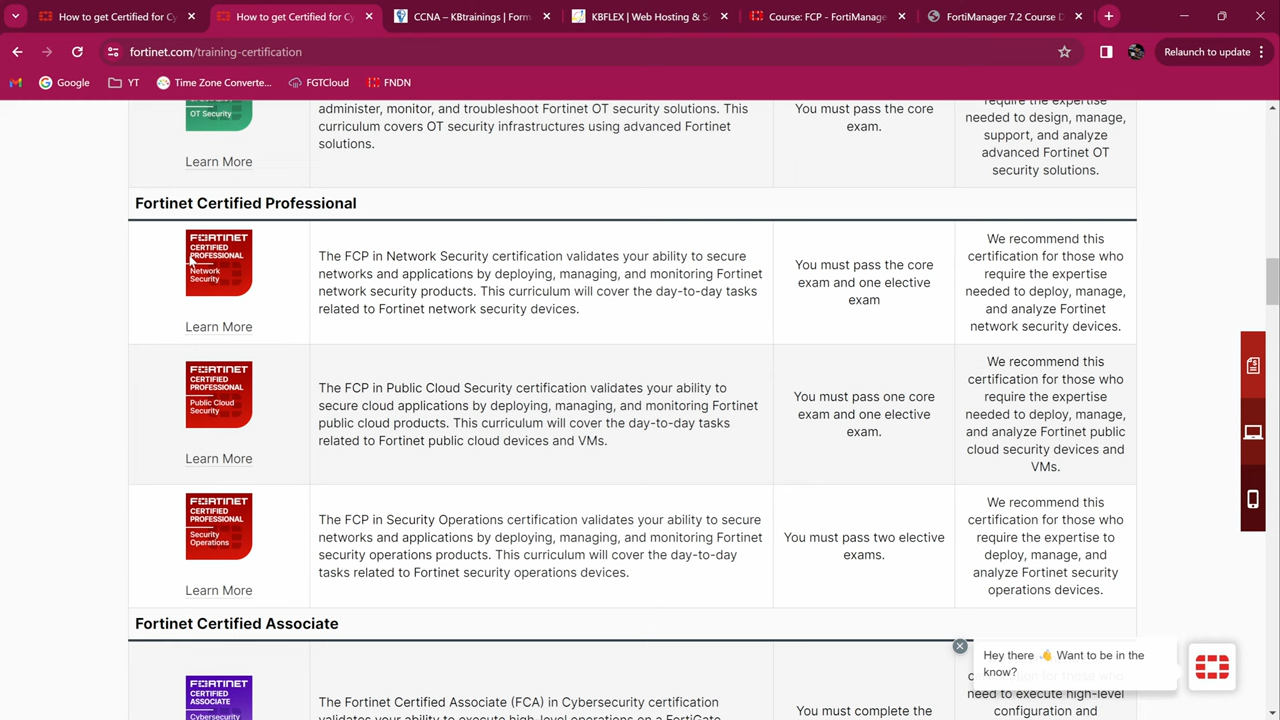 How to get Certified for Cy
How to get Certified for Cy
CCNA – KBtrainings | Form
KBFLEX | Web Hosting & S
Course: FCP - FortiManage
FortiManager 7.2 Course D
fortinet.com/training-certification
Relaunch to update
Google
YT
Time Zone Converte...
FGTCloud
FNDN
OT Security
Learn More
administer, monitor, and troubleshoot Fortinet OT security solutions. This
curriculum covers OT security infrastructures using advanced Fortinet
solutions.
You must pass the core
exam.
require the expertise
needed to design, manage,
support, and analyze
advanced Fortinet OT
security solutions.
Fortinet Certified Professional
FORTINET
CERTIFIED
PROFESSIONAL
Network
Security
Learn More
The FCP in Network Security certification validates your ability to secure
networks and applications by deploying, managing, and monitoring Fortinet
network security products. This curriculum will cover the day-to-day tasks
related to Fortinet network security devices.
You must pass the core
exam and one elective
exam
We recommend this
certification for those who
require the expertise
needed to deploy, manage,
and analyze Fortinet
network security devices.
FORTINET
CERTIFIED
PROFESSIONAL
Public Cloud
Security
Learn More
The FCP in Public Cloud Security certification validates your ability to
secure cloud applications by deploying, managing, and monitoring Fortinet
public cloud products. This curriculum will cover the day-to-day tasks
related to Fortinet public cloud devices and VMs.
You must pass one core
exam and one elective
exam.
We recommend this
certification for those who
require the expertise
needed to deploy, manage,
and analyze Fortinet public
cloud security devices and
VMs.
FORTINET
CERTIFIED
PROFESSIONAL
Security
Operations
Learn More
The FCP in Security Operations certification validates your ability to secure
networks and applications by deploying, managing, and monitoring Fortinet
security operations products. This curriculum will cover the day-to-day
tasks related to Fortinet security operations devices.
You must pass two elective
exams.
We recommend this
certification for those who
require the expertise to
deploy, manage, and
analyze Fortinet security
operations devices.
Fortinet Certified Associate
FORTINET
CERTIFIED
ASSOCIATE
Cybersecurity
The Fortinet Certified Associate (FCA) in Cybersecurity certification
validates your ability to execute high-level operations on a FortiGate
You must complete the
need to execute high-level
configuration and
Hey there 👋 Want to be in the
know?